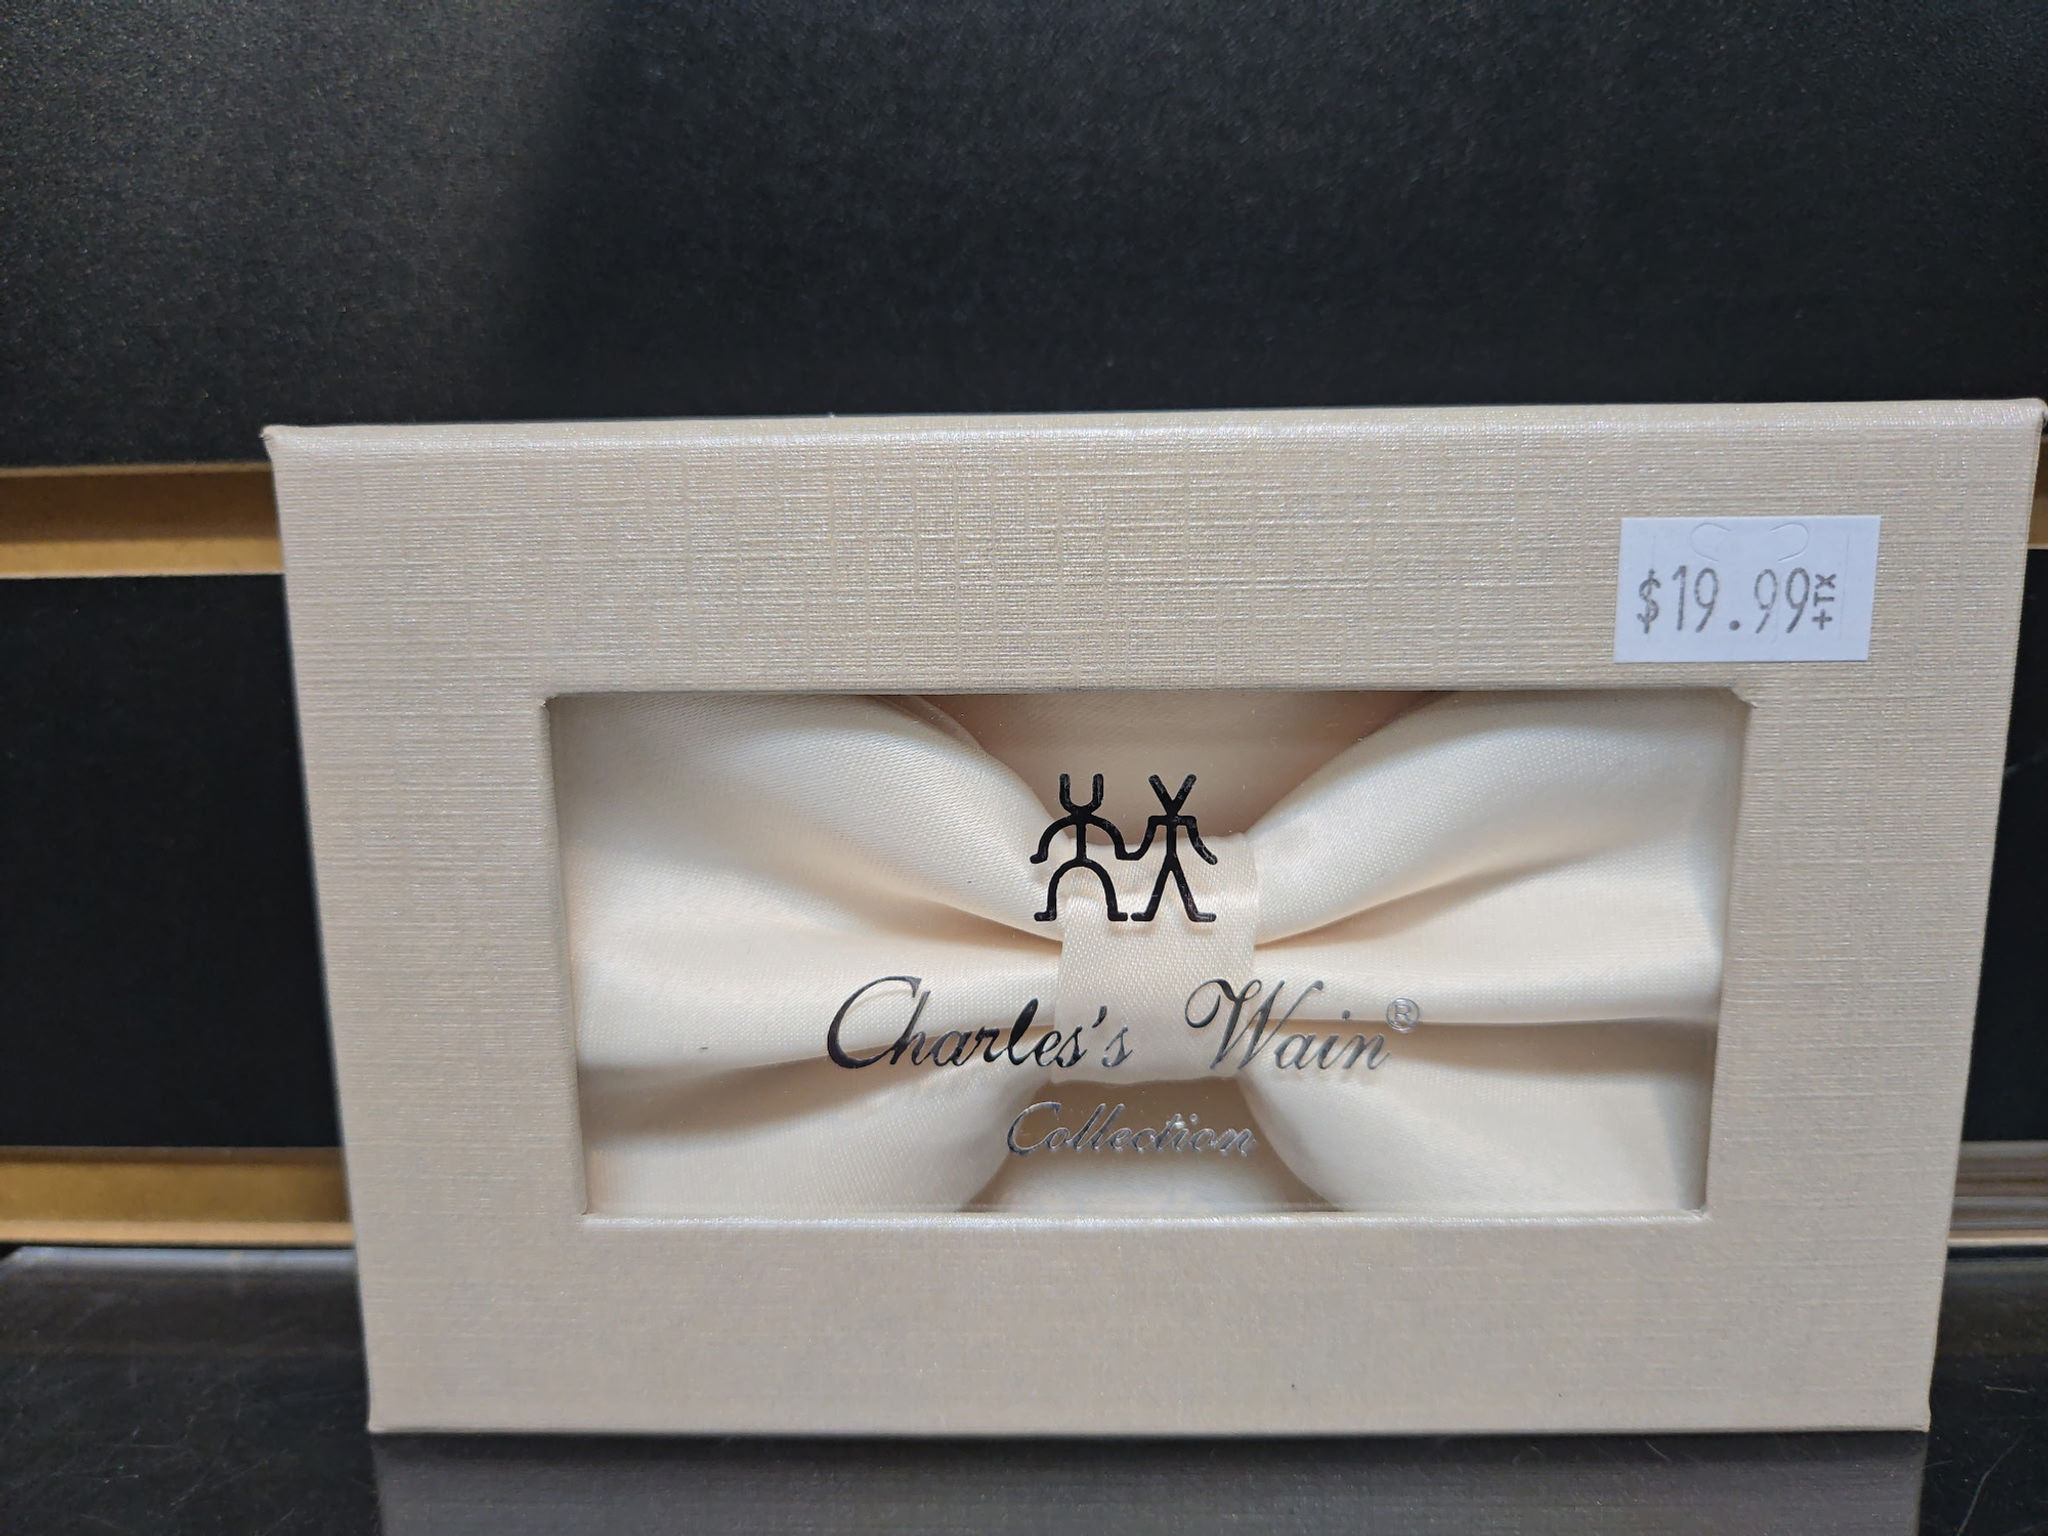 $19.99+TX
Charles's Wain®
Collection